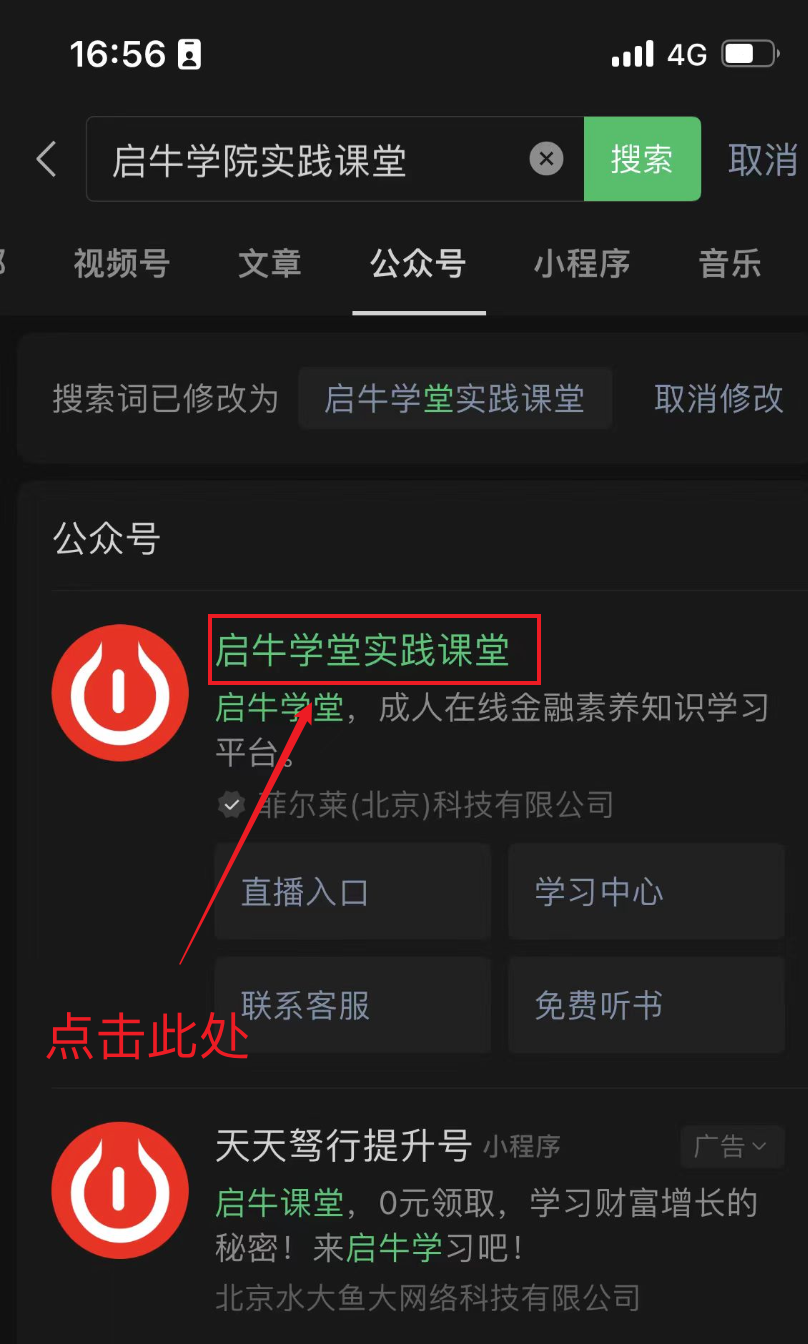 16:56 4G
启牛学院实践课堂 搜索 取消
视频号 文章 公众号 小程序 音乐
搜索词已修改为 启牛学堂实践课堂 取消修改
公众号
启牛学堂实践课堂
启牛学堂，成人在线金融素养知识学习
平台。
菲尔莱(北京)科技有限公司
直播入口 学习中心
联系客服 免费听书
点击此处
天天驽行提升号 小程序 广告
启牛课堂，0元领取，学习财富增长的
秘密！来启牛学习吧！
北京水大鱼大网络科技有限公司